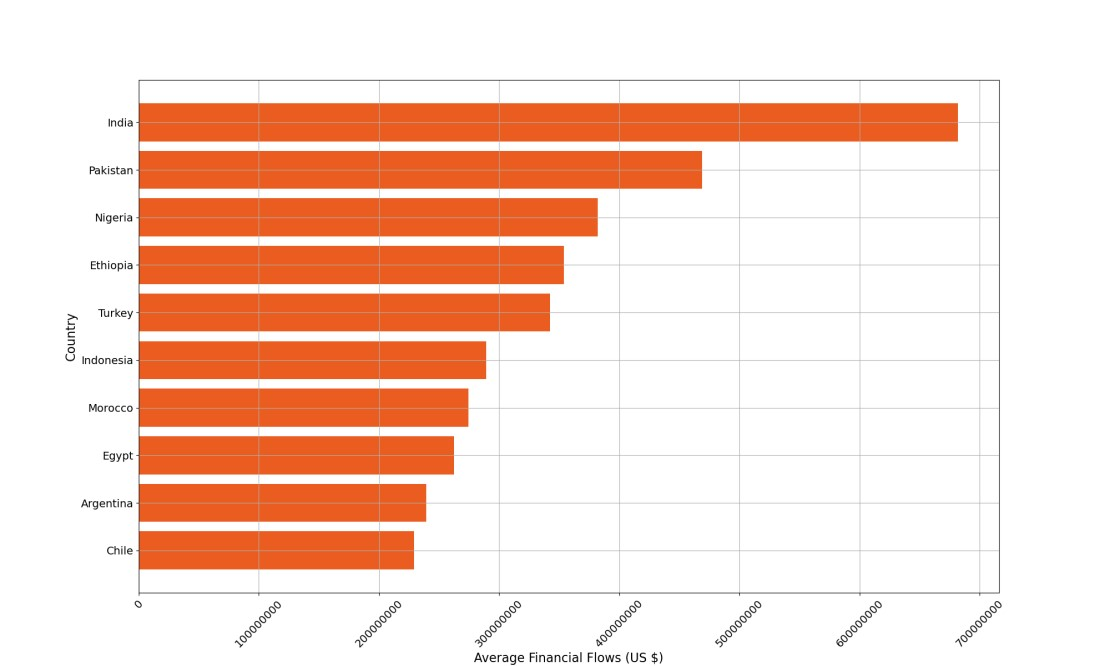 India
Pakistan
Nigeria
Ethiopia
Turkey
Indonesia
Morocco
Egypt
Argentina
Chile
Country
0
100000000
200000000
300000000
400000000
500000000
600000000
700000000
Average Financial Flows (US $)